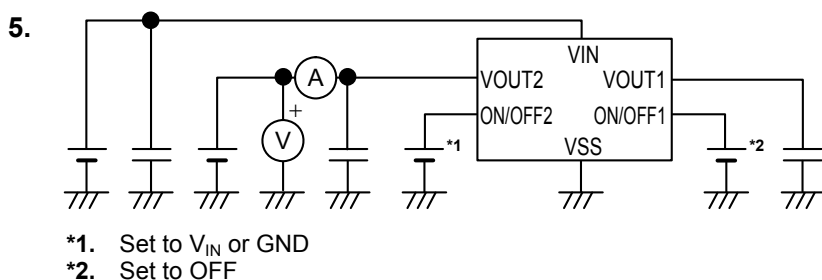 5.
VIN
A
VOUT2 VOUT1
+
ON/OFF2 ON/OFF1
V
*1 VSS *2
*1. Set to VIN or GND
*2. Set to OFF